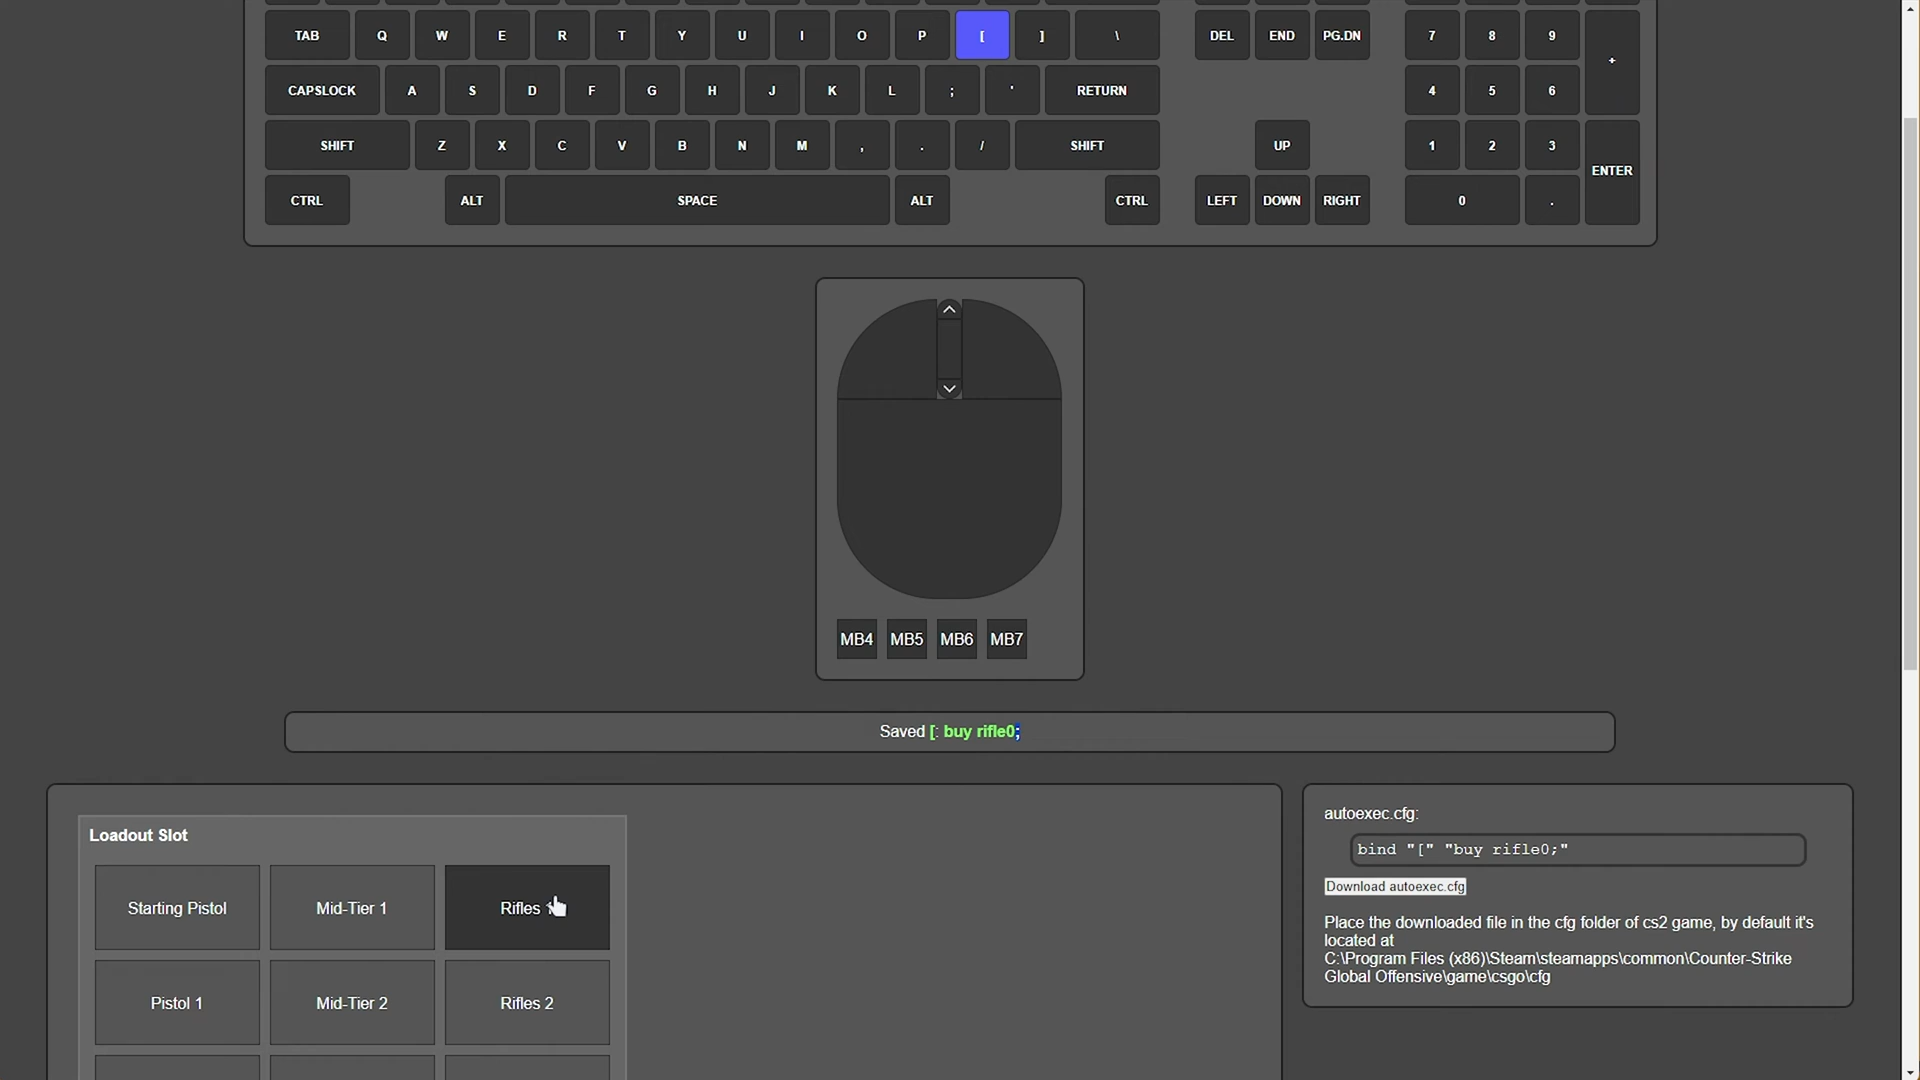 TAB Q W E R T Y U I O P [ ] \ DEL END PG.DN 7 8 9 +
CAPSLOCK A S D F G H J K L ; ' RETURN 4 5 6
SHIFT Z X C V B N M , . / SHIFT UP 1 2 3 ENTER
CTRL ALT SPACE ALT CTRL LEFT DOWN RIGHT 0 .
MB4 MB5 MB6 MB7
Saved [: buy rifle0;
Loadout Slot
Starting Pistol Mid-Tier 1 Rifles
Pistol 1 Mid-Tier 2 Rifles 2
autoexec.cfg:
bind "[" "buy rifle0;"
Download autoexec.cfg
Place the downloaded file in the cfg folder of cs2 game, by default it's
located at
C:\Program Files (x86)\Steam\steamapps\common\Counter-Strike
Global Offensive\game\csgo\cfg